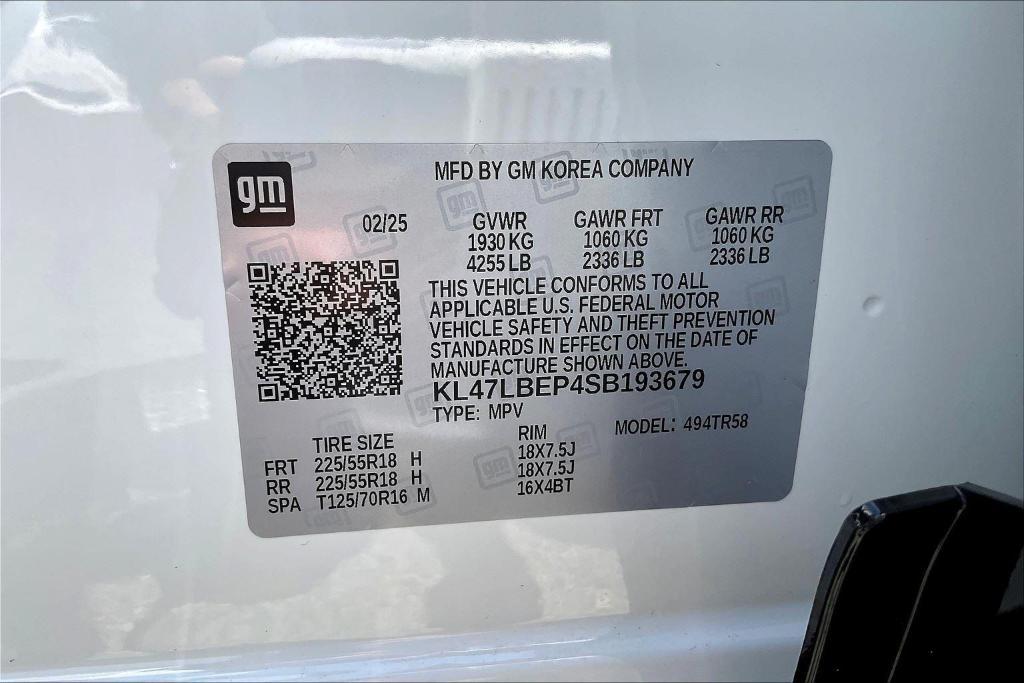 gm
MFD BY GM KOREA COMPANY
02/25 GVWR GAWR FRT GAWR RR
1930 KG 1060 KG 1060 KG
4255 LB 2336 LB 2336 LB
THIS VEHICLE CONFORMS TO ALL
APPLICABLE U.S. FEDERAL MOTOR
VEHICLE SAFETY AND THEFT PREVENTION
STANDARDS IN EFFECT ON THE DATE OF
MANUFACTURE SHOWN ABOVE.
KL47LBEP4SB193679
TYPE: MPV MODEL: 494TR58
TIRE SIZE RIM
FRT 225/55R18 H 18X7.5J
RR 225/55R18 H 18X7.5J
SPA T125/70R16 M 16X4BT